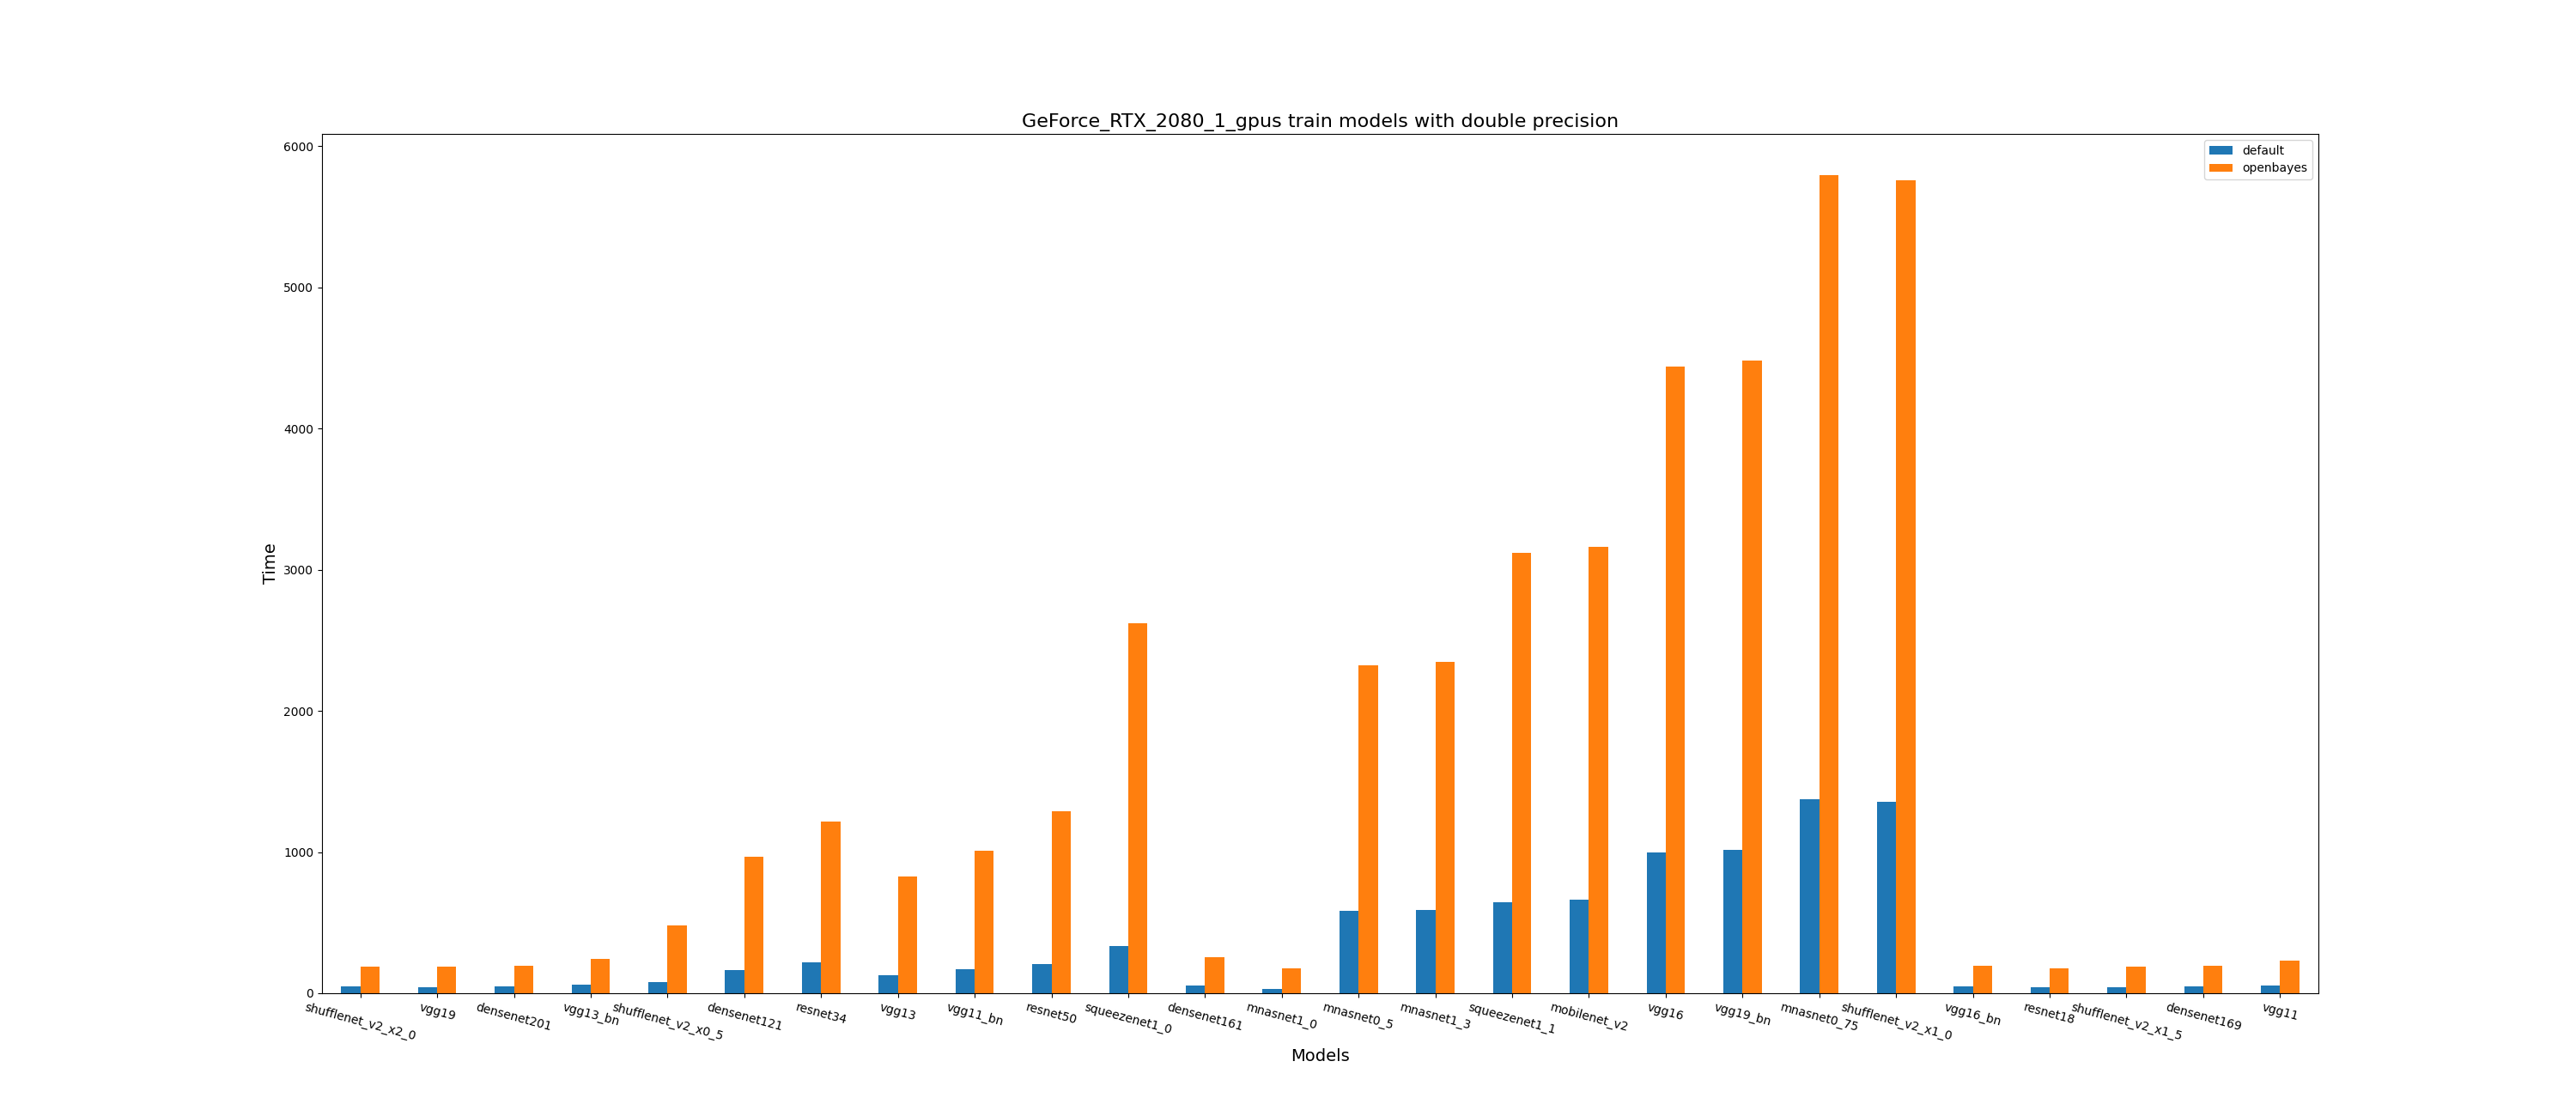 GeForce_RTX_2080_1_gpus train models with double precision
default
openbayes
6000
5000
4000
3000
2000
1000
0
Time
shufflenet_v2_x2_0
vgg19
densenet201
vgg13_bn
shufflenet_v2_x0_5
densenet121
resnet34
vgg13
vgg11_bn
resnet50
squeezenet1_0
densenet161
mnasnet1_0
mnasnet0_5
mnasnet1_3
squeezenet1_1
mobilenet_v2
vgg16
vgg19_bn
mnasnet0_75
shufflenet_v2_x1_0
vgg16_bn
resnet18
shufflenet_v2_x1_5
densenet169
vgg11
Models